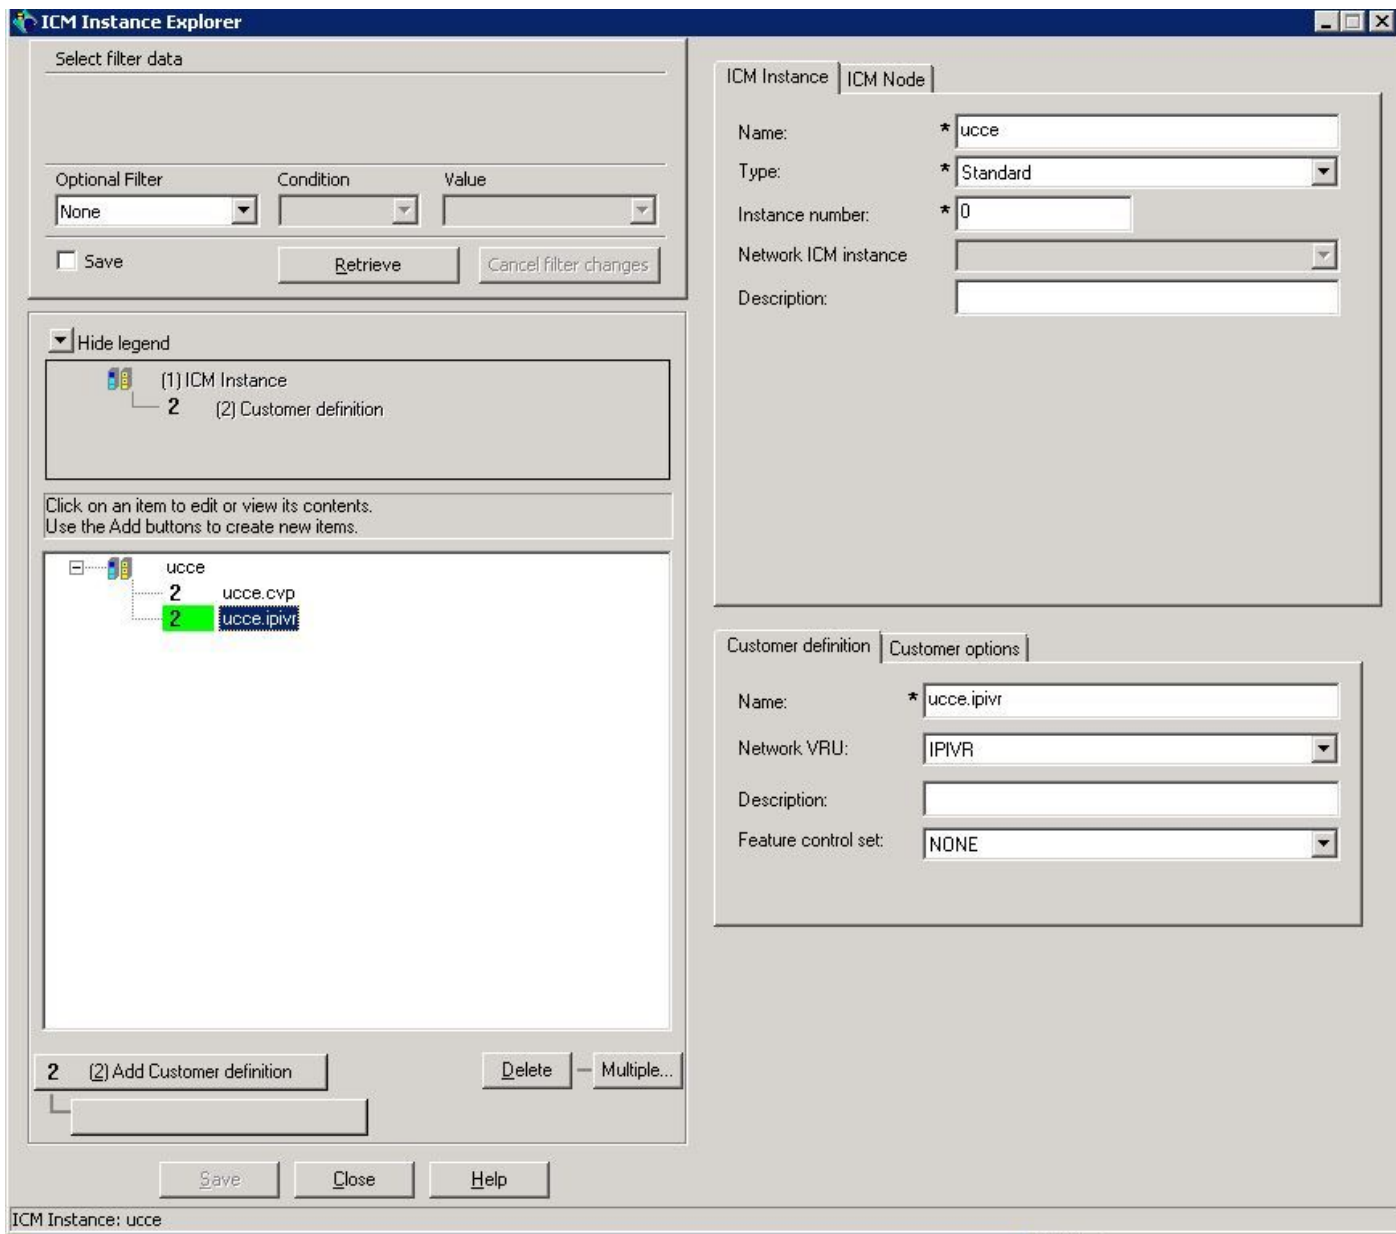 ICM Instance Explorer
Select filter data
Optional Filter Condition Value
None
Save Retrieve Cancel filter changes
Hide legend
(1) ICM Instance
2 (2) Customer definition
Click on an item to edit or view its contents.
Use the Add buttons to create new items.
ucce
2 ucce.cvp
2 ucce.ipivr
2 (2) Add Customer definition Delete Multiple...
Save Close Help
ICM Instance ICM Node
Name: * ucce
Type: * Standard
Instance number: * 0
Network ICM instance
Description:
Customer definition Customer options
Name: * ucce.ipivr
Network VRU: IPIVR
Description:
Feature control set: NONE
ICM Instance: ucce